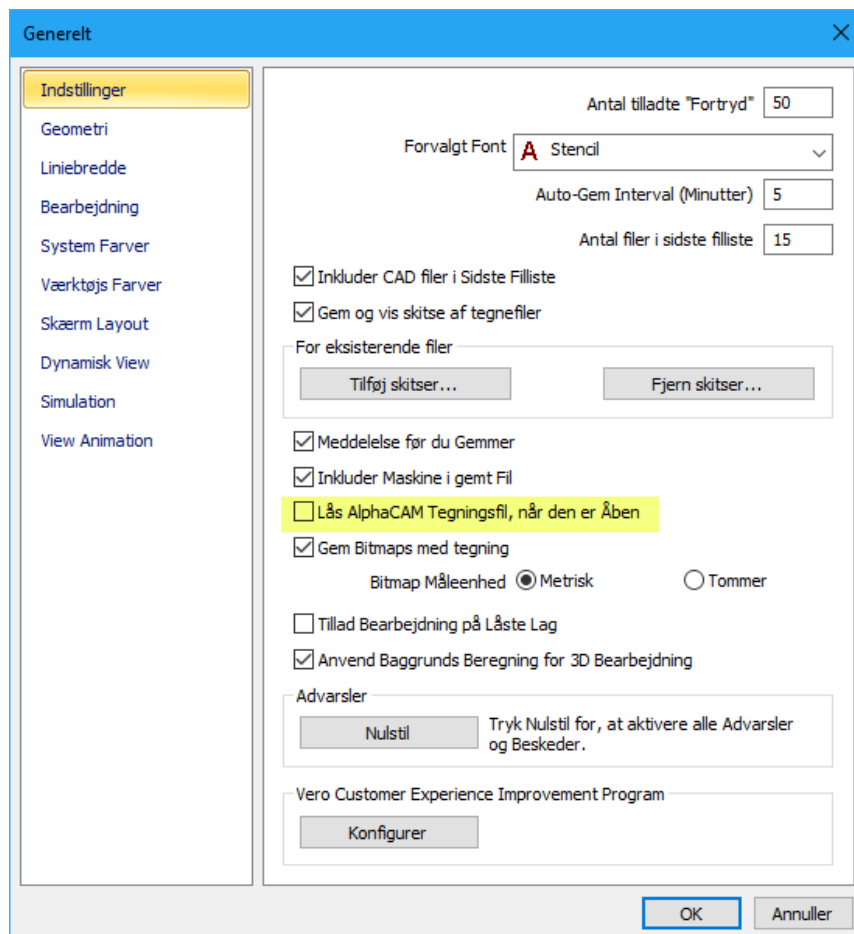 Generelt
Indstillinger
Geometri
Liniebredde
Bearbejdning
System Farver
Værktøjs Farver
Skærm Layout
Dynamisk View
Simulation
View Animation
Antal tilladte "Fortryd" 50
Forvalgt Font A Stencil
Auto-Gem Interval (Minutter) 5
Antal filer i sidste filliste 15
Inkluder CAD filer i Sidste Filliste
Gem og vis skitse af tegnefiler
For eksisterende filer
Tilføj skitser... Fjern skitser...
Meddelelse før du Gemmer
Inkluder Maskine i gemt Fil
Lås AlphaCAM Tegningsfil, når den er Åben
Gem Bitmaps med tegning
Bitmap Måleenhed Metrisk Tommer
Tillad Bearbejdning på Låste Lag
Anvend Baggrunds Beregning for 3D Bearbejdning
Advarsler
Nulstil Tryk Nulstil for, at aktivere alle Advarsler
og Beskeder.
Vero Customer Experience Improvement Program
Konfigurer
OK Annuller